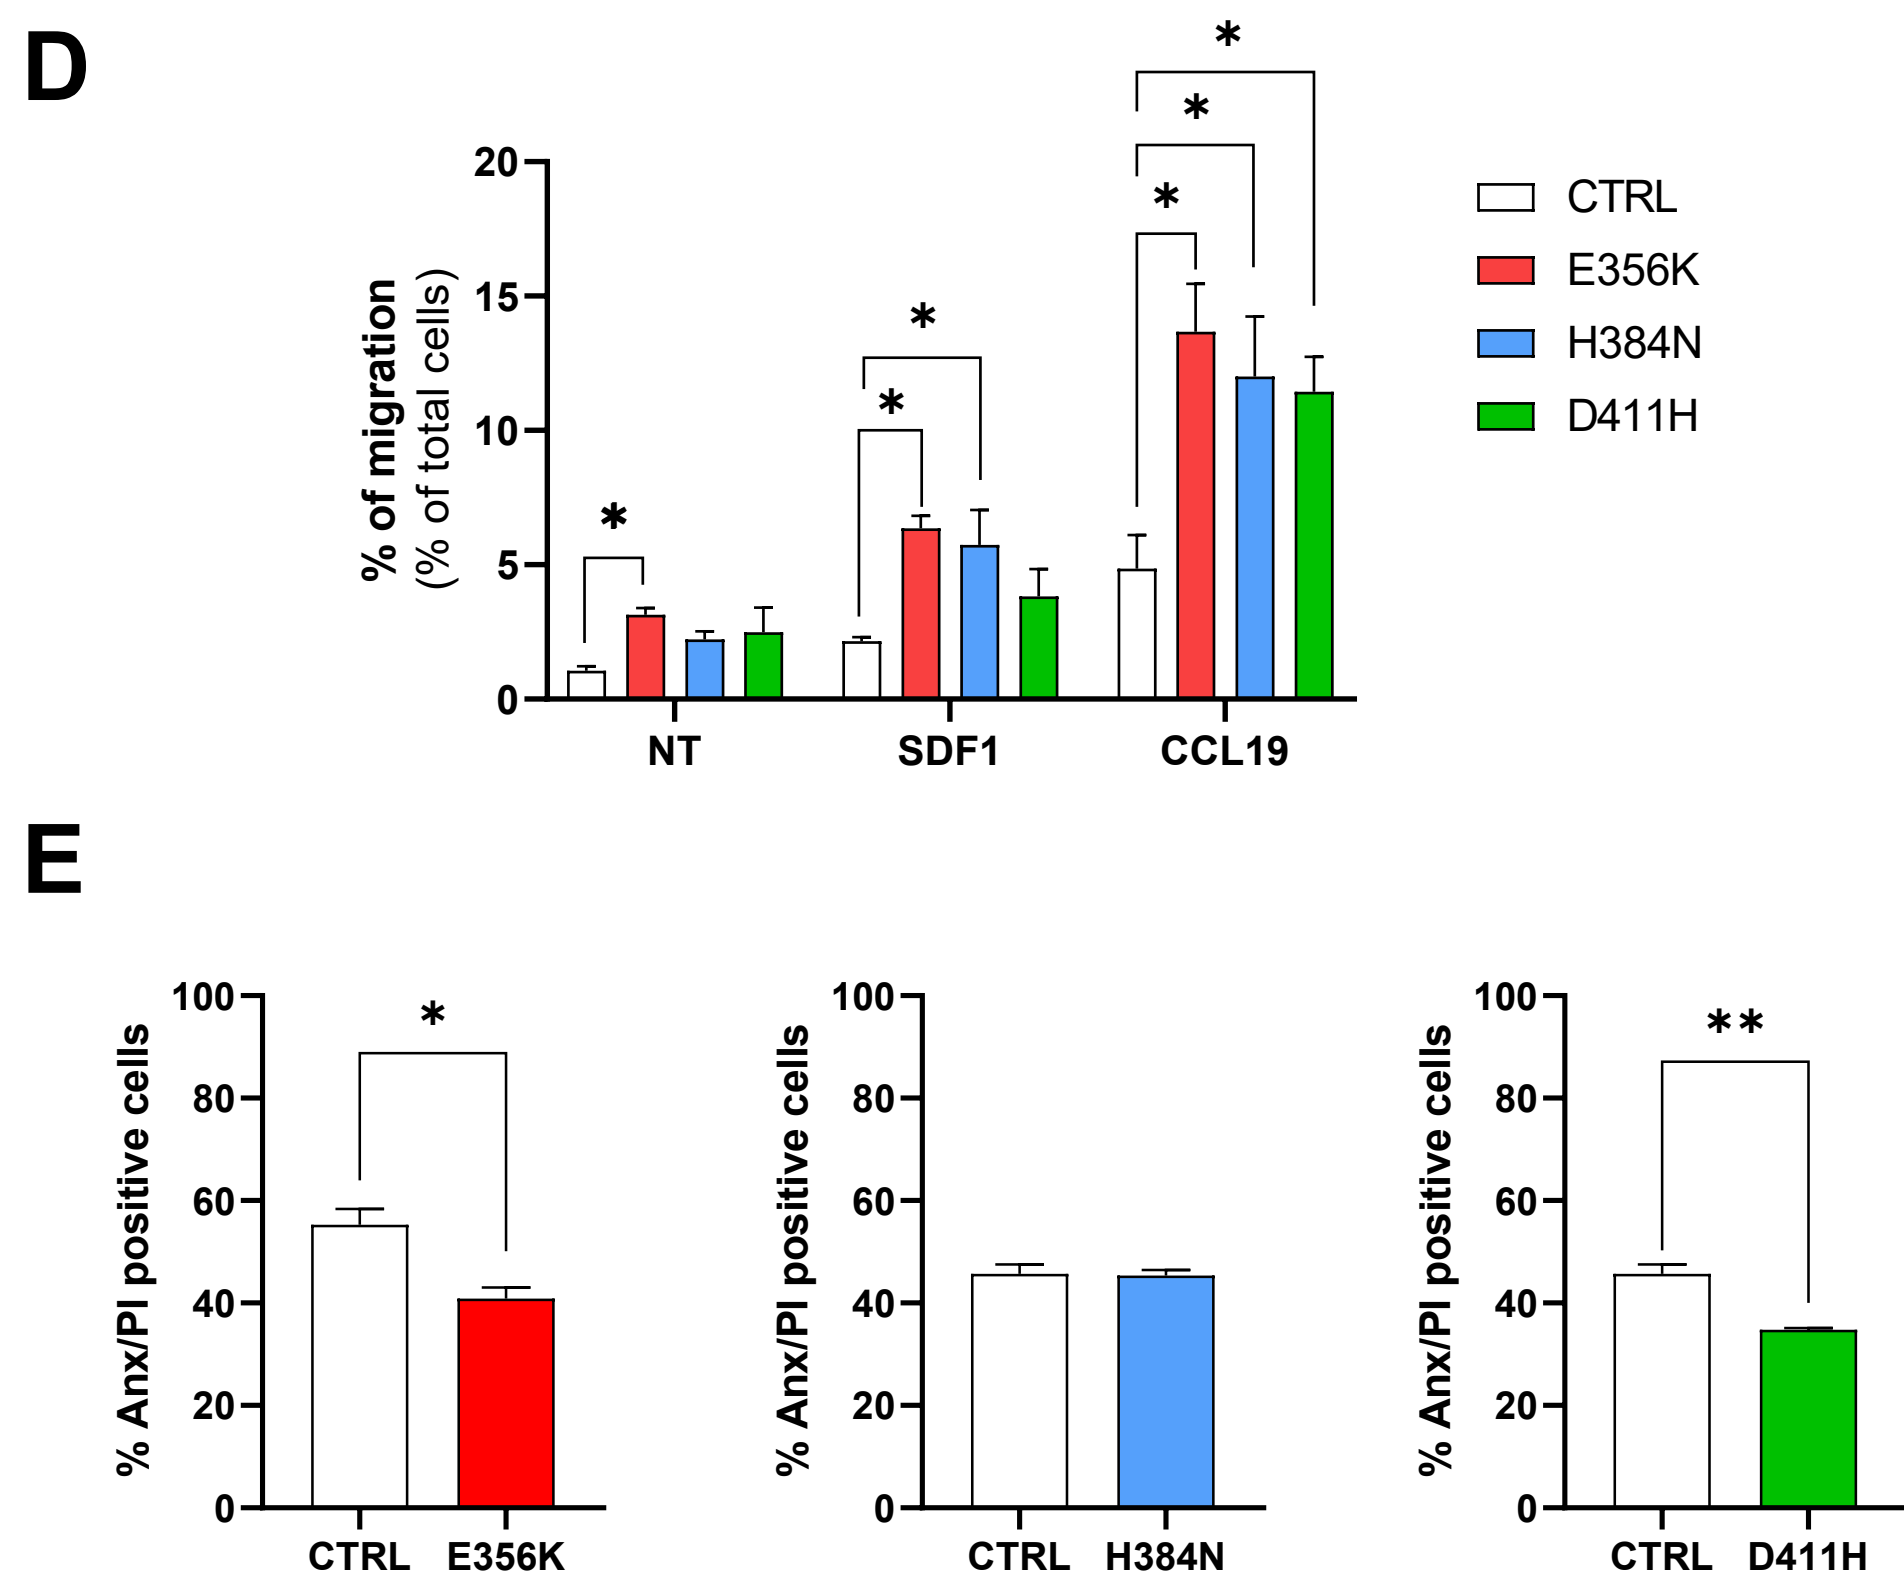 D
*
*
*
*
*
*
20
15
10
5
0
% of migration
(% of total cells)
NT
SDF1
CCL19
CTRL
E356K
H384N
D411H
E
100
80
60
40
20
0
% Anx/PI positive cells
*
CTRL E356K
100
80
60
40
20
0
% Anx/PI positive cells
CTRL H384N
100
80
60
40
20
0
% Anx/PI positive cells
**
CTRL D411H